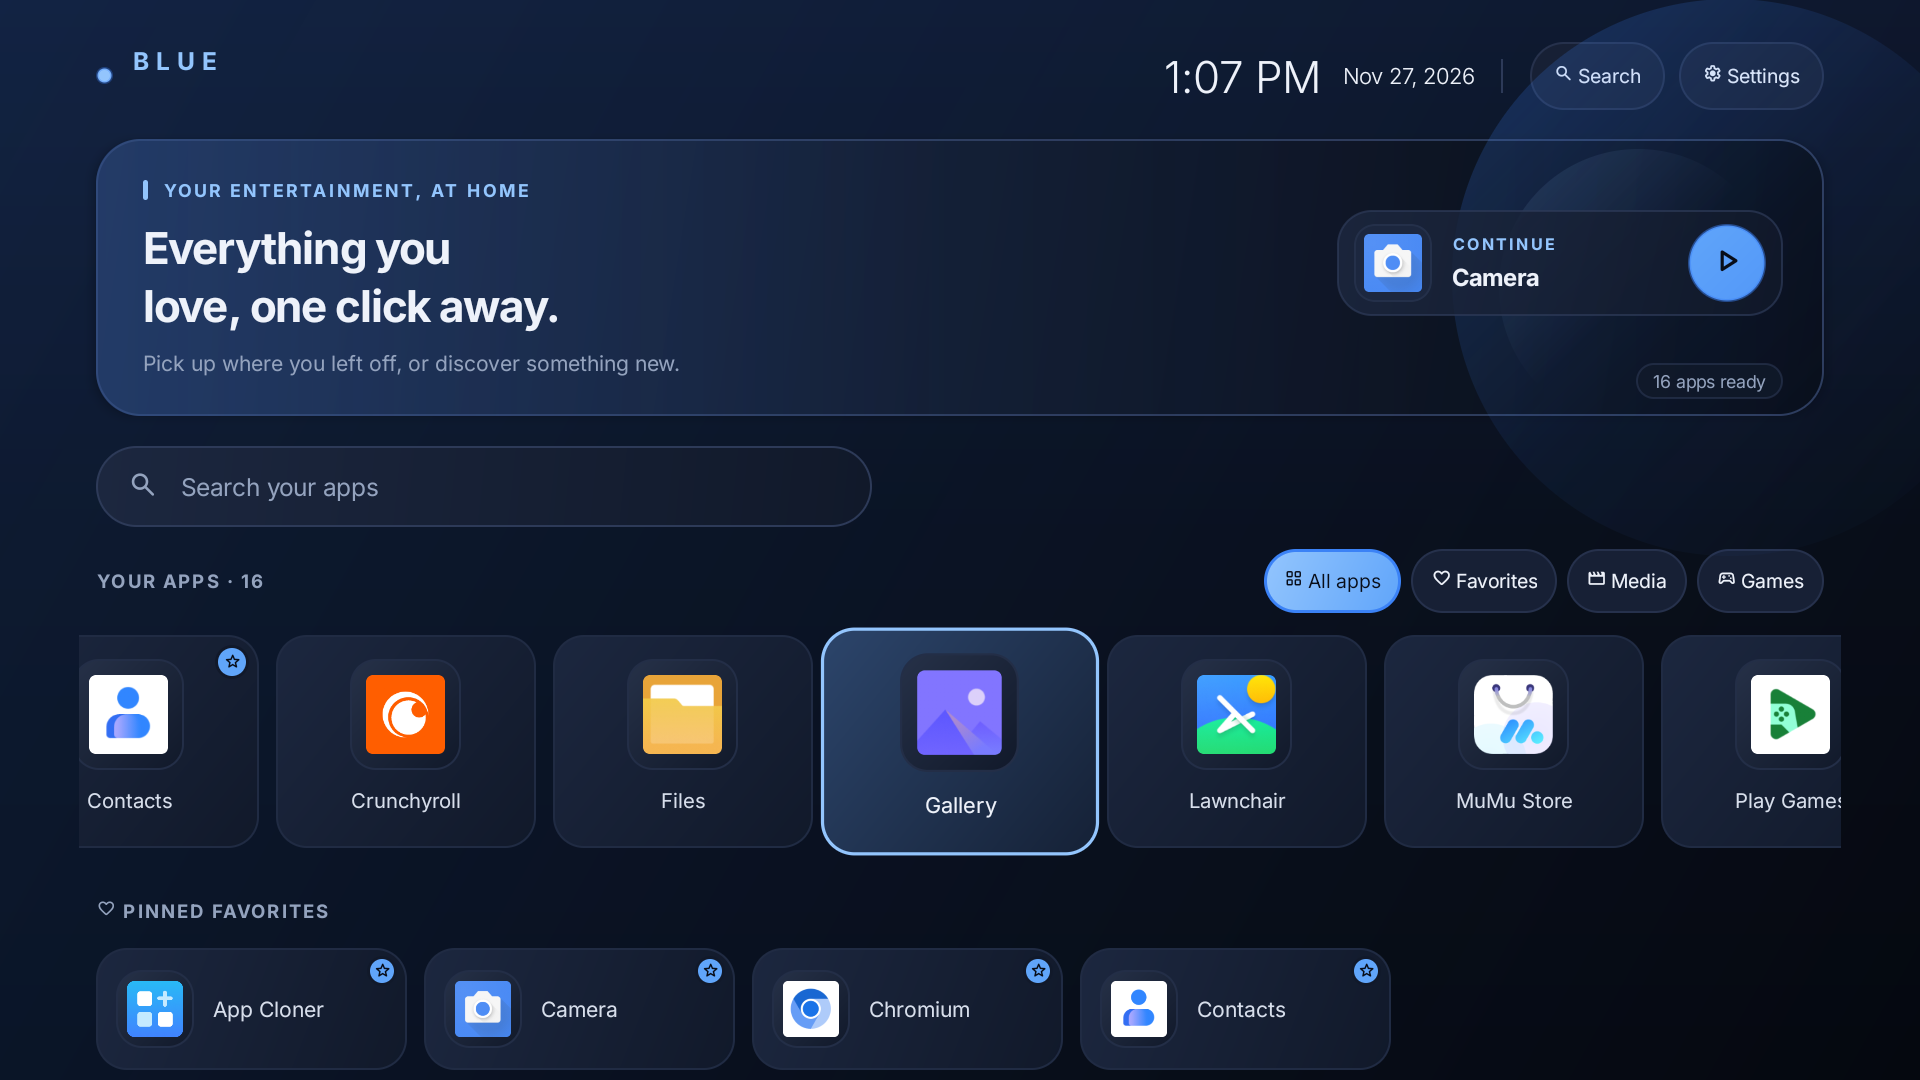 BLUE
1:07 PM Nov 27, 2026 Search Settings
YOUR ENTERTAINMENT, AT HOME
Everything you
love, one click away.
Pick up where you left off, or discover something new.
CONTINUE
Camera
16 apps ready
Search your apps
YOUR APPS · 16
All apps Favorites Media Games
Contacts Crunchyroll Files Gallery Lawnchair MuMu Store Play Games
PINNED FAVORITES
App Cloner Camera Chromium Contacts